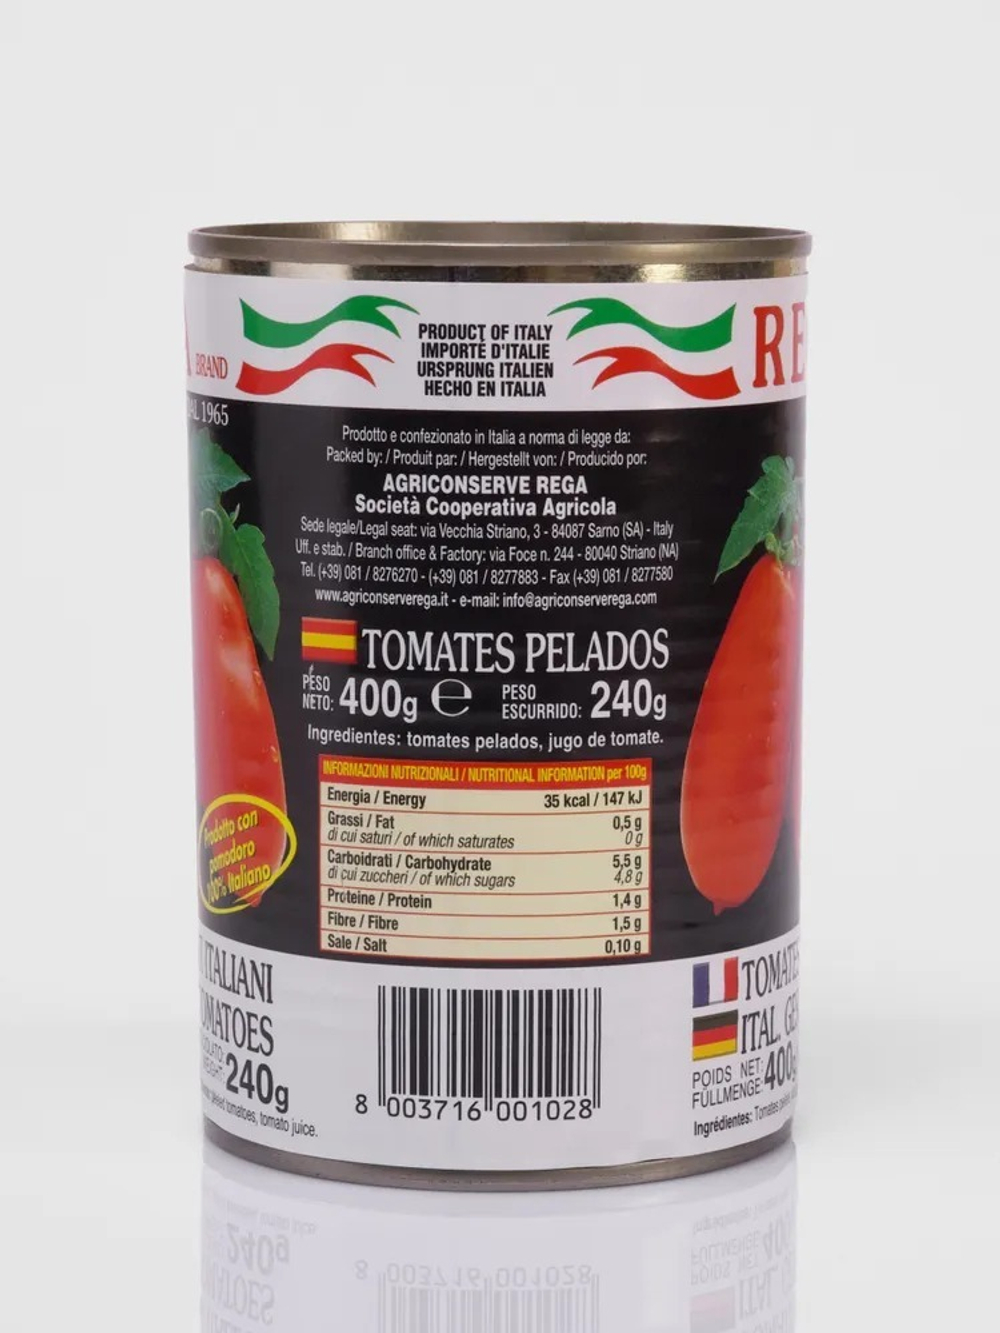 PRODUCT OF ITALY
IMPORTÉ D'ITALIE
URSPRUNG ITALIEN
HECHO EN ITALIA
RE
BRAND
DAL 1965
Prodotto e confezionato in Italia a norma di legge da:
Packed by: / Produit par: / Hergestellt von: / Producido por:
AGRICONSERVE REGA
Società Cooperativa Agricola
Sede legale/Legal seat: via Vecchia Striano, 3 - 84087 Sarno (SA) - Italy
Uff. e stab. / Branch office & Factory: via Foce n. 244 - 80040 Striano (NA)
Tel. (+39) 081 / 8276270 - (+39) 081 / 8277883 - Fax (+39) 081 / 8277580
www.agriconserverega.it - e-mail: info@agriconserverega.com
TOMATES PELADOS
PESO NETO: 400g ℮ PESO ESCURRIDO: 240g
Ingredientes: tomates pelados, jugo de tomate.
INFORMAZIONI NUTRIZIONALI / NUTRITIONAL INFORMATION per 100g
Energia / Energy 35 kcal / 147 kJ
Grassi / Fat 0,5 g
di cui saturi / of which saturates 0 g
Carboidrati / Carbohydrate 5,5 g
di cui zuccheri / of which sugars 4,8 g
Proteine / Protein 1,4 g
Fibre / Fibre 1,5 g
Sale / Salt 0,10 g
Prodotto con
pomodoro
100% Italiano
ITALIANI
OMATOES
240g
peeled tomatoes, tomato juice.
8 003716 001028
TOMATES
ITAL. GE
POIDS NET:
FÜLLMENGE:
400g
Ingrédientes: Tomates